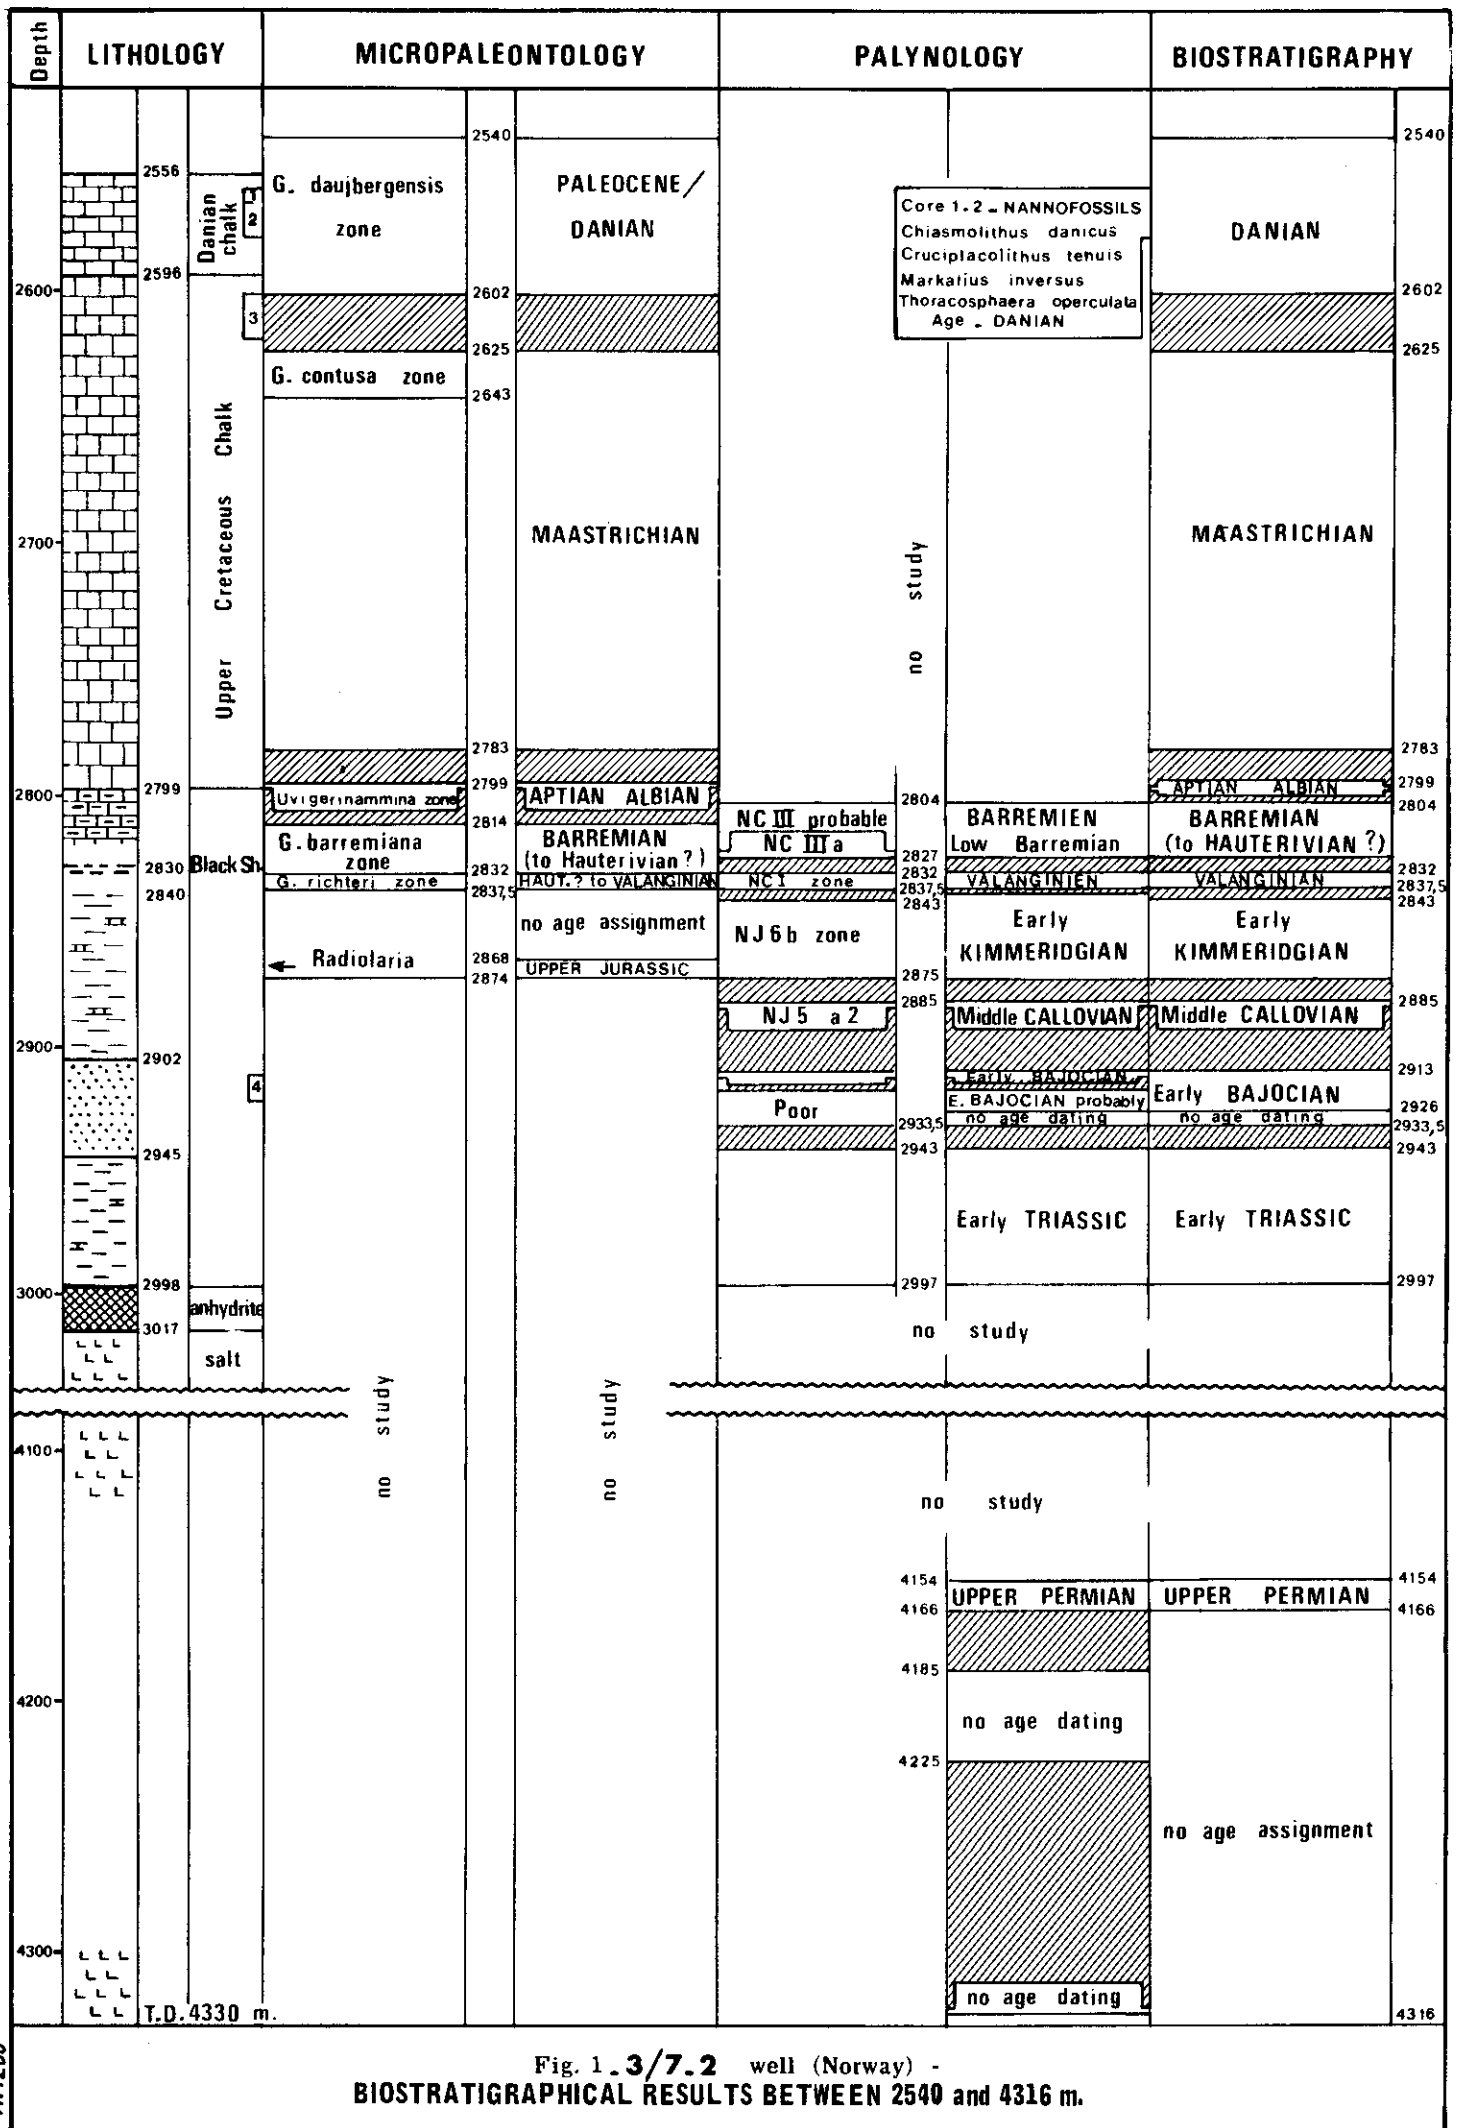 Depth
LITHOLOGY
MICROPALEONTOLOGY
PALYNOLOGY
BIOSTRATIGRAPHY
2600
2700
2800
2900
3000
4100
4200
4300
2556
2596
2799
2830
2840
2902
2945
2998
3017
T.D. 4330 m.
Danian
chalk
1
2
3
4
Upper Cretaceous Chalk
Black Sh
anhydrite
salt
G. daujbergensis
zone
G. contusa zone
Uvigerinammina zone
G. barremiana
zone
G. richteri zone
Radiolaria
no study
2540
2602
2625
2643
2783
2799
2814
2832
2837,5
2868
2874
PALEOCENE/
DANIAN
MAASTRICHIAN
APTIAN ALBIAN
BARREMIAN
(to Hauterivian ?)
HAUT.? to VALANGINIAN
no age assignment
UPPER JURASSIC
no study
Core 1.2 - NANNOFOSSILS
Chiasmolithus danicus
Cruciplacolithus tenuis
Markalius inversus
Thoracosphaera operculata
Age - DANIAN
no study
NC III probable
NC III a
NC I zone
NJ6b zone
NJ 5 a 2
Poor
2804
2827
2832
2837,5
2843
2875
2885
2933,5
2943
2997
no study
no study
4154
4166
4185
4225
BARREMIEN
Low Barremian
VALANGINIEN
Early
KIMMERIDGIAN
Middle CALLOVIAN
Early BAJOCIAN
E. BAJOCIAN probably
no age dating
Early TRIASSIC
UPPER PERMIAN
no age dating
no age dating
DANIAN
MAASTRICHIAN
APTIAN ALBIAN
BARREMIAN
(to HAUTERIVIAN ?)
VALANGINIAN
Early
KIMMERIDGIAN
Middle CALLOVIAN
Early BAJOCIAN
no age dating
Early TRIASSIC
UPPER PERMIAN
no age assignment
2540
2602
2625
2783
2799
2804
2832
2837,5
2843
2885
2913
2926
2933,5
2943
2997
4154
4166
4316
Fig. 1 . 3/7.2 well (Norway) -
BIOSTRATIGRAPHICAL RESULTS BETWEEN 2540 and 4316 m.